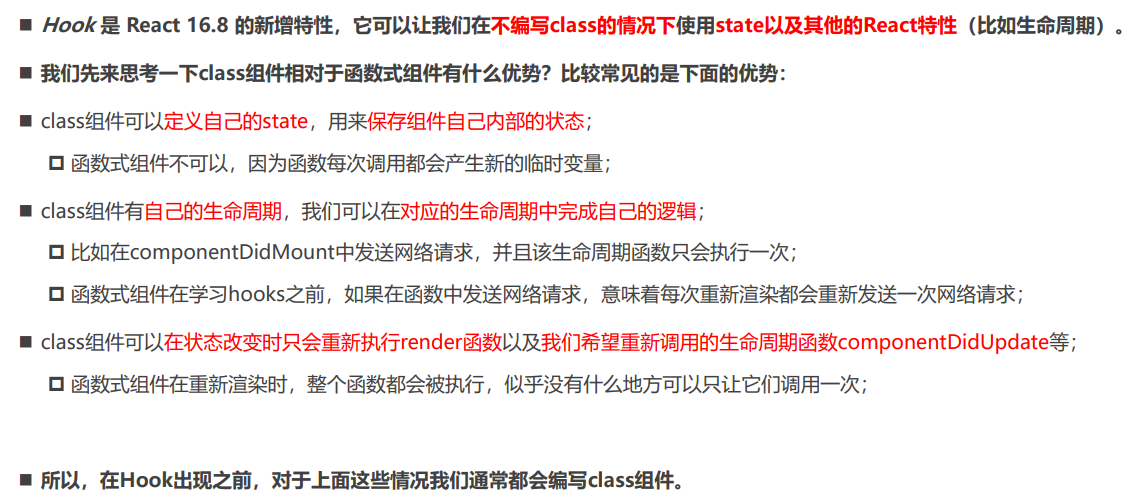 ■ Hook 是 React 16.8 的新增特性，它可以让我们在不编写class的情况下使用state以及其他的React特性（比如生命周期）。
■ 我们先来思考一下class组件相对于函数式组件有什么优势？比较常见的是下面的优势：
■ class组件可以定义自己的state，用来保存组件自己内部的状态；
口 函数式组件不可以，因为函数每次调用都会产生新的临时变量；
■ class组件有自己的生命周期，我们可以在对应的生命周期中完成自己的逻辑；
口 比如在componentDidMount中发送网络请求，并且该生命周期函数只会执行一次；
口 函数式组件在学习hooks之前，如果在函数中发送网络请求，意味着每次重新渲染都会重新发送一次网络请求；
■ class组件可以在状态改变时只会重新执行render函数以及我们希望重新调用的生命周期函数componentDidUpdate等；
口 函数式组件在重新渲染时，整个函数都会被执行，似乎没有什么地方可以只让它们调用一次；
■ 所以，在Hook出现之前，对于上面这些情况我们通常都会编写class组件。